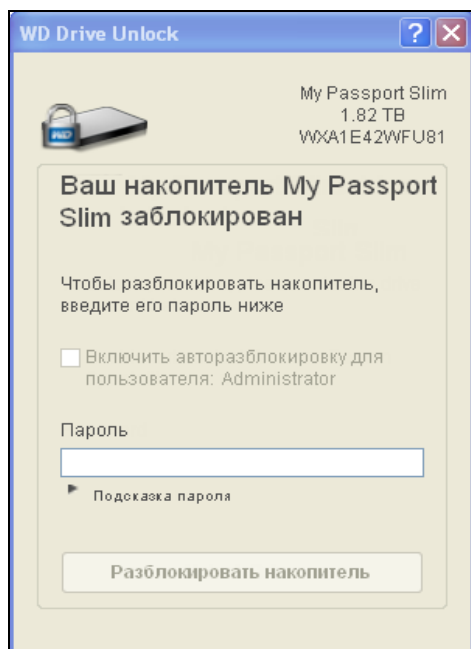 WD Drive Unlock
My Passport Slim
1.82 TB
WXA1E42WFU81
WD
Ваш накопитель My Passport
Slim заблокирован
Чтобы разблокировать накопитель,
введите его пароль ниже
Включить авторазблокировку для
пользователя: Administrator
Пароль
Подсказка пароля
Разблокировать накопитель